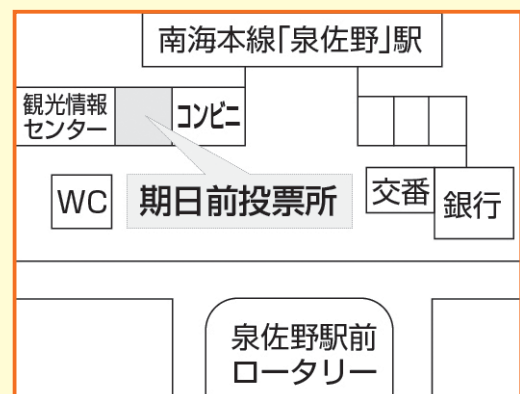 南海本線「泉佐野」駅
観光情報
センター
コンビニ
WC
期日前投票所
交番
銀行
泉佐野駅前
ロータリー